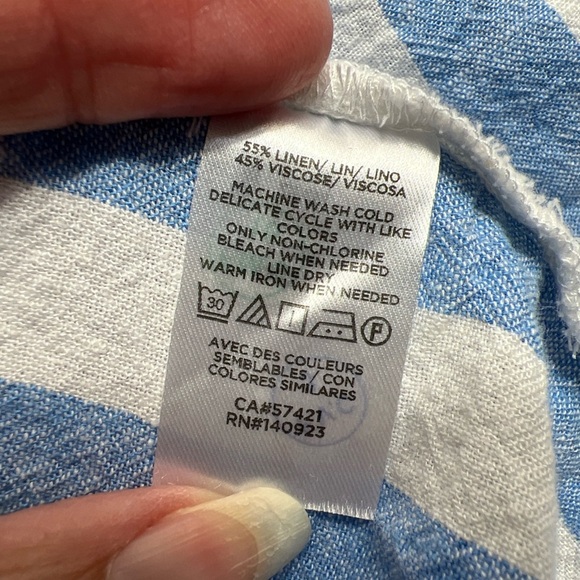 55% LINEN/ LIN/ LINO
45% VISCOSE/ VISCOSA
MACHINE WASH COLD
DELICATE CYCLE WITH LIKE
COLORS
ONLY NON-CHLORINE
BLEACH WHEN NEEDED
LINE DRY
WARM IRON WHEN NEEDED
30 P
AVEC DES COULEURS
SEMBLABLES / CON
COLORES SIMILARES
CA#57421
RN#140923